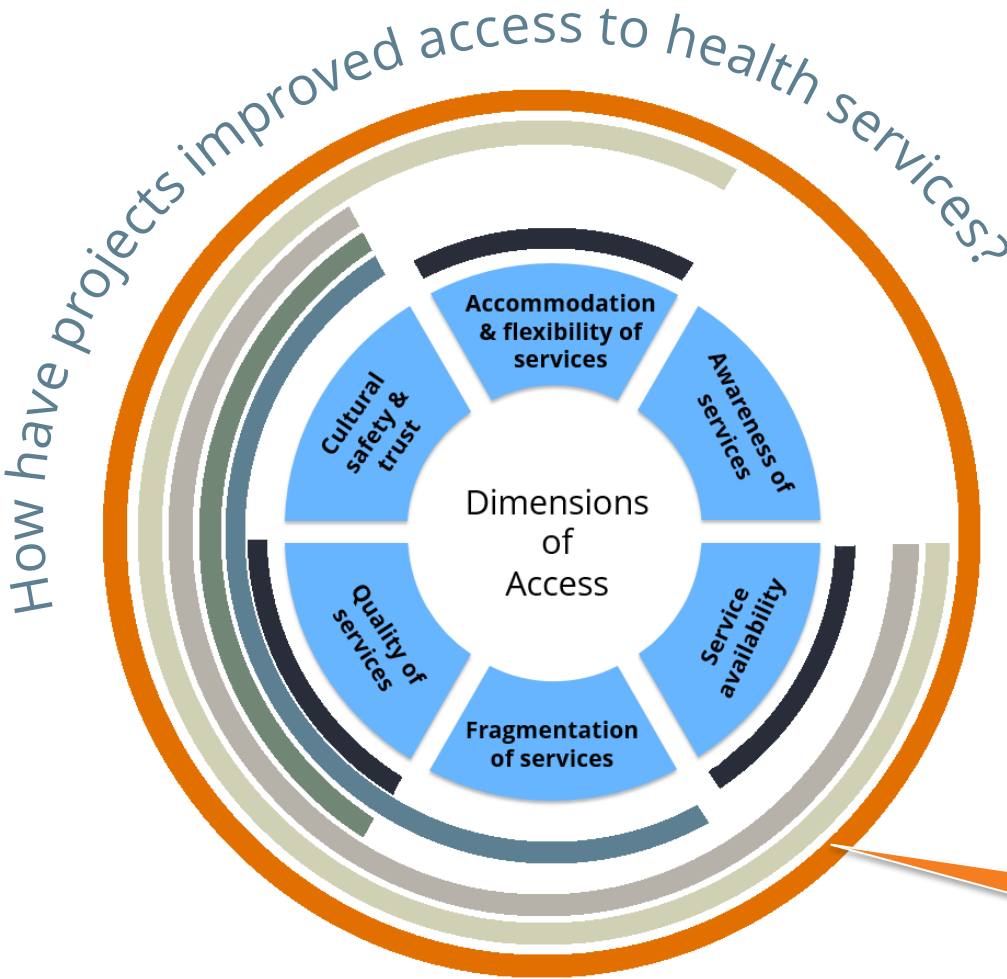 How have projects improved access to health services?
Accommodation
& flexibility of
services
Awareness of
services
Service
availability
Fragmentation
of services
Quality of
services
Cultural
safety &
trust
Dimensions
of
Access